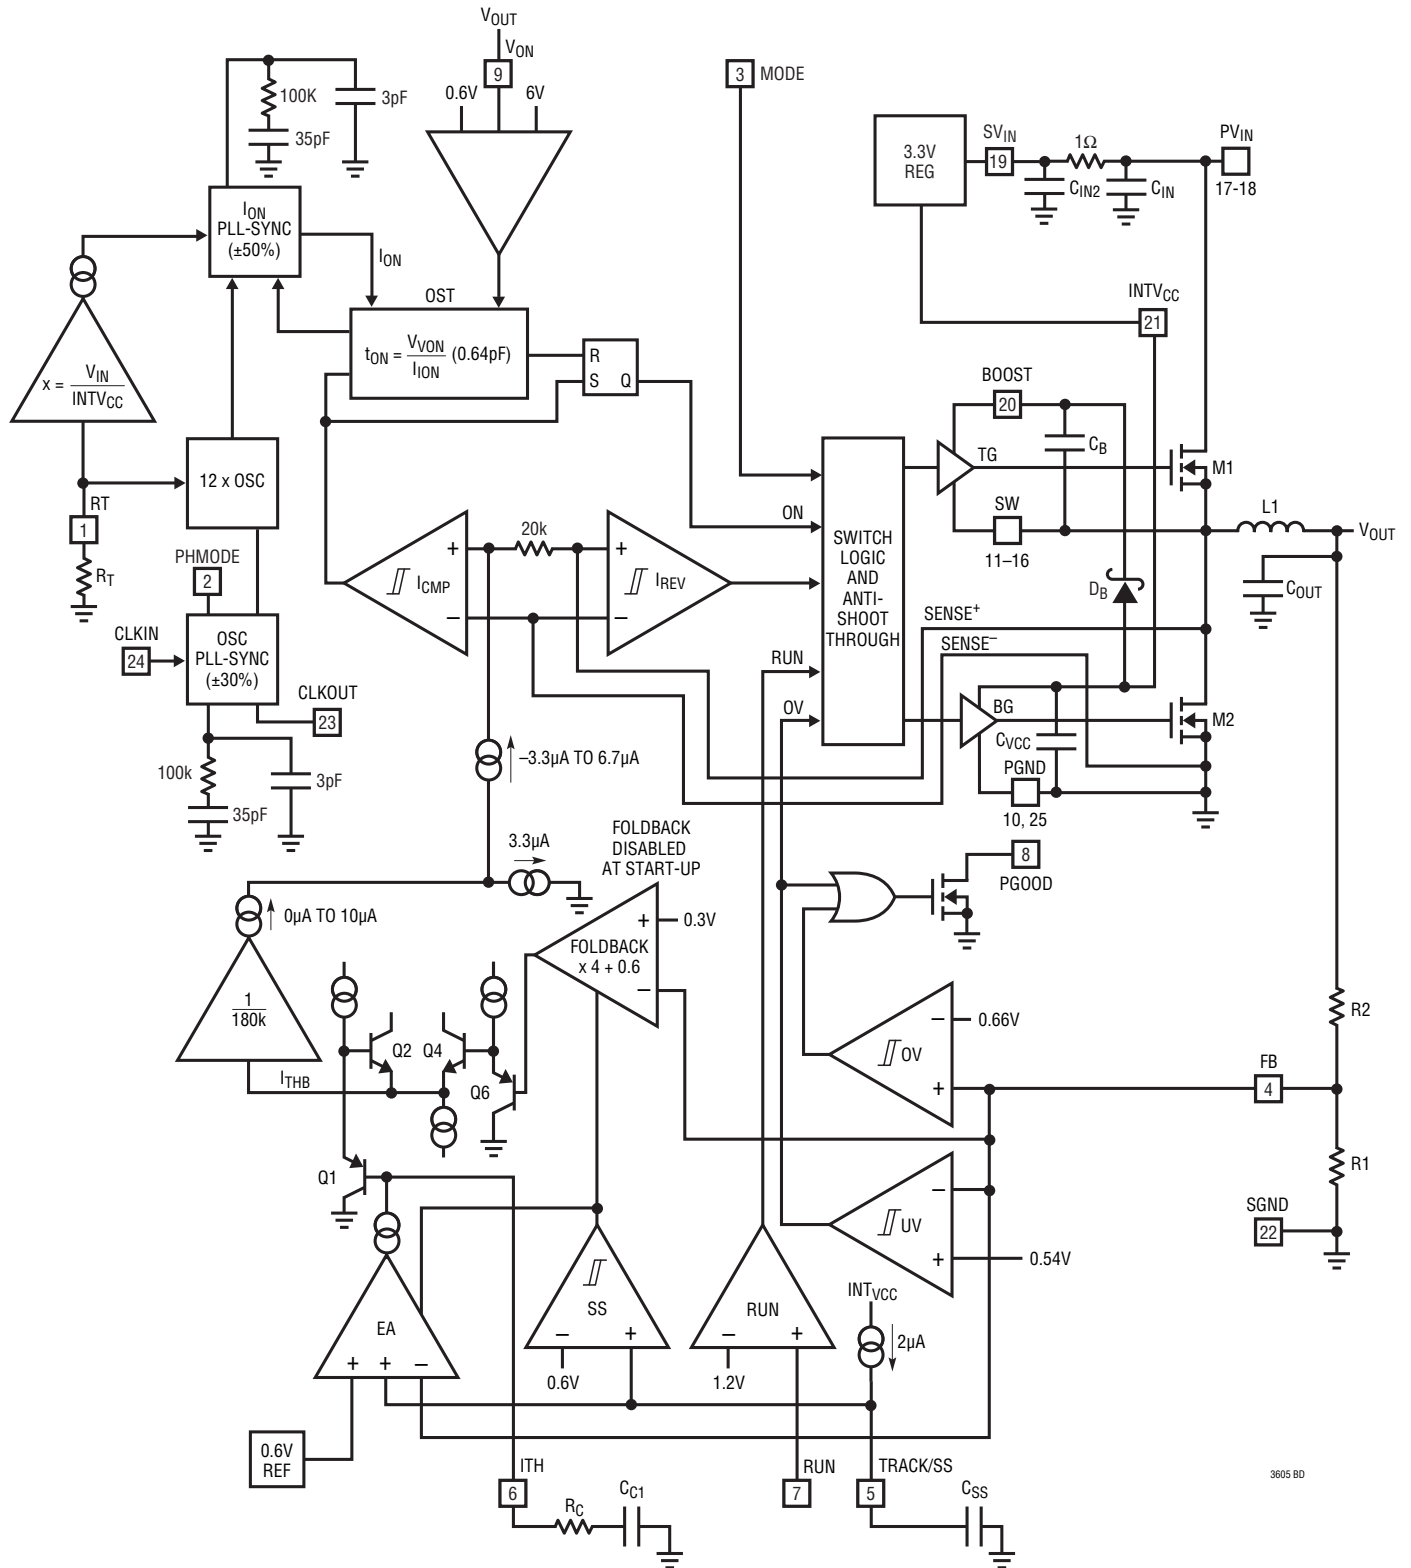 VOUT
VON
9
0.6V
6V
100K
3pF
35pF
ION
PLL-SYNC
(±50%)
ION
OST
tON = VVON / IION (0.64pF)
R
S Q
x = VIN / INTVCC
12 x OSC
RT
1
RT
PHMODE
2
CLKIN
24
OSC
PLL-SYNC
(±30%)
CLKOUT
23
100k
3pF
35pF
3 MODE
3.3V
REG
SVIN
19
1Ω
PVIN
17-18
CIN2
CIN
INTVCC
21
BOOST
20
CB
TG
M1
SW
11–16
L1
VOUT
COUT
DB
SENSE+
SENSE–
BG
M2
CVCC
PGND
10, 25
SWITCH
LOGIC
AND
ANTI-
SHOOT
THROUGH
ON
RUN
OV
20k
+
–
ICMP
+
–
IREV
–3.3µA TO 6.7µA
3.3µA
FOLDBACK
DISABLED
AT START-UP
8
PGOOD
0µA TO 10µA
+
0.3V
FOLDBACK
x 4 + 0.6
–
1
180k
ITHB
Q2
Q4
Q6
Q1
–
0.66V
OV
+
FB
4
R2
R1
SGND
22
–
UV
+
0.54V
INTVCC
2µA
EA
+ + –
SS
– +
0.6V
RUN
– +
1.2V
0.6V
REF
ITH
6
RC
CC1
RUN
7
TRACK/SS
5
CSS
3605 BD